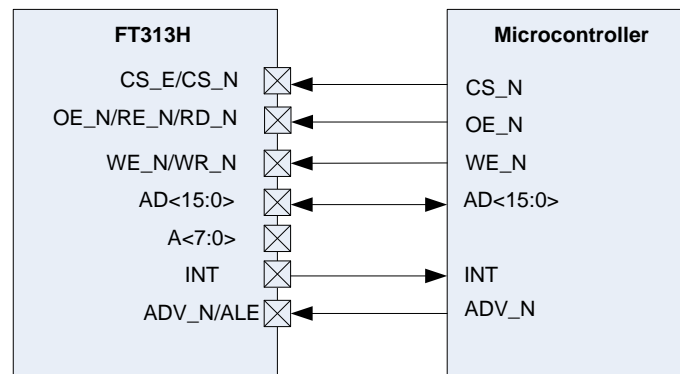 FT313H
Microcontroller
CS_E/CS_N
CS_N
OE_N/RE_N/RD_N
OE_N
WE_N/WR_N
WE_N
AD<15:0>
AD<15:0>
A<7:0>
INT
INT
ADV_N/ALE
ADV_N